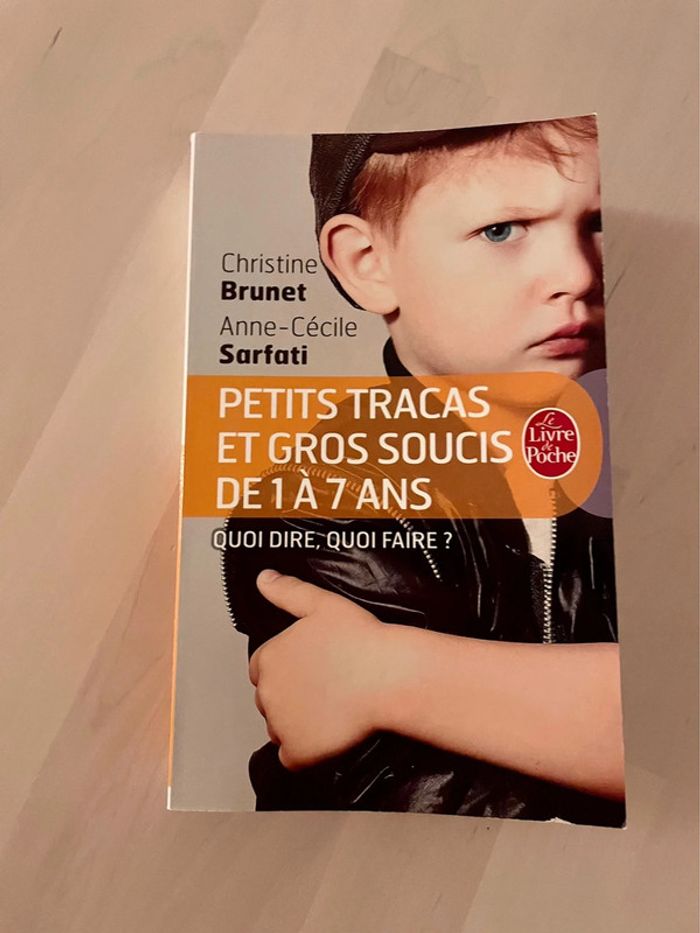 Christine
Brunet
Anne-Cécile
Sarfati
PETITS TRACAS
ET GROS SOUCIS
DE 1 À 7 ANS
Le
Livre
de
Poche
QUOI DIRE, QUOI FAIRE ?